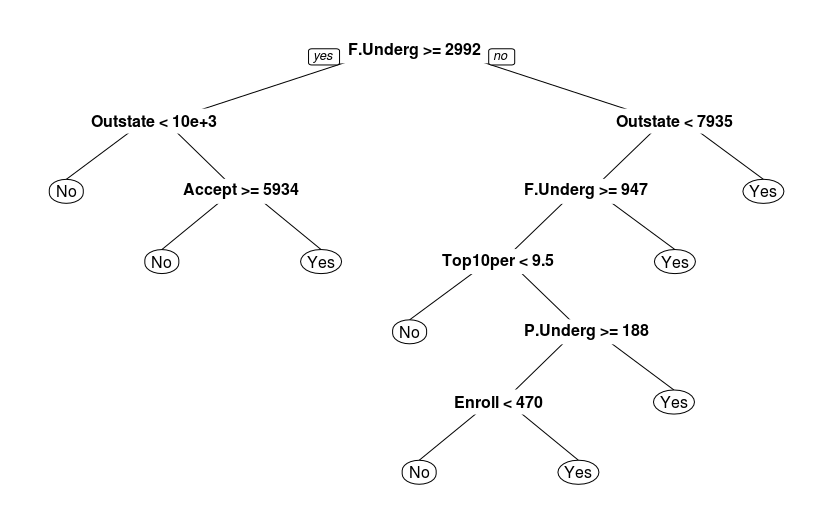 yes F.Underg >= 2992 no
Outstate < 10e+3 Outstate < 7935
No Accept >= 5934 F.Underg >= 947 Yes
No Yes Top10per < 9.5 Yes
No P.Underg >= 188
Enroll < 470 Yes
No Yes